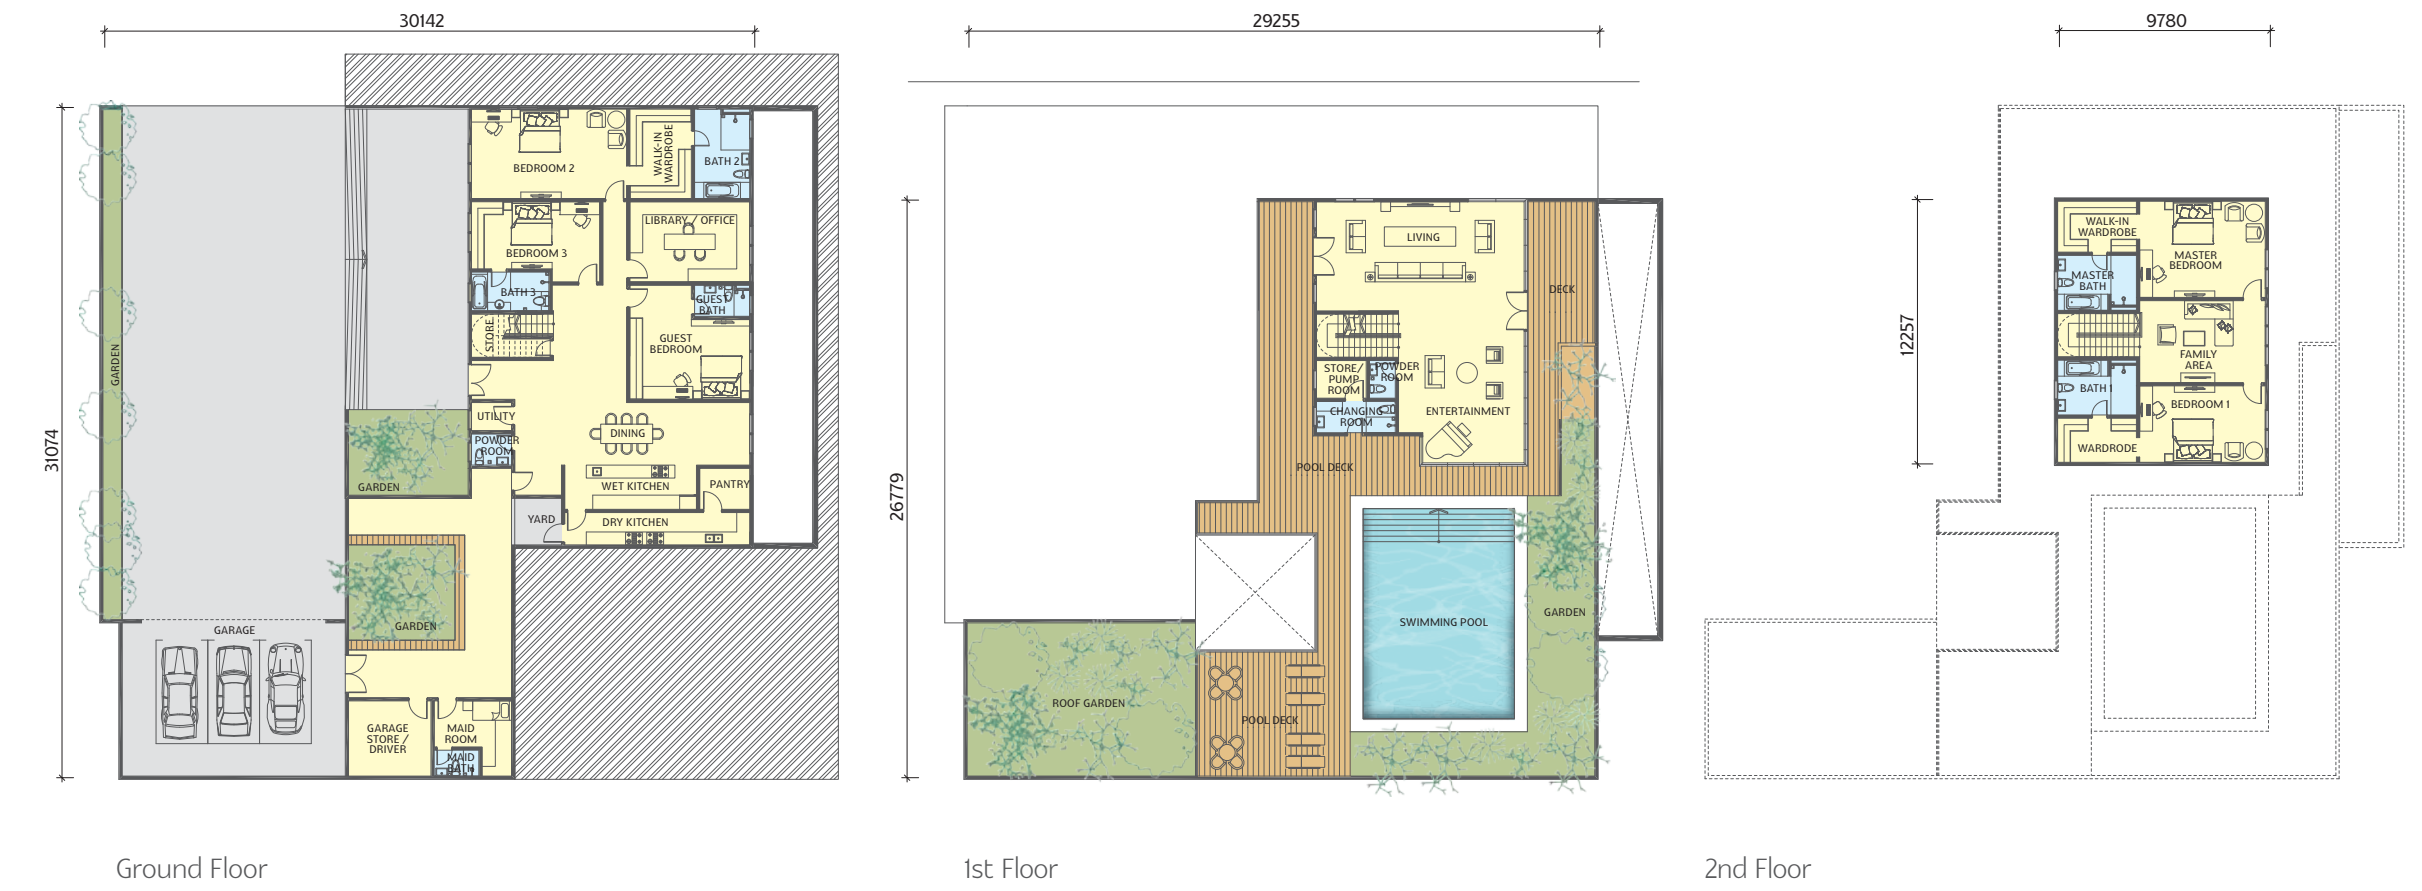 30142
31074
GARDEN
BEDROOM 2
WALK-IN
WARDROBE
BATH 2
BEDROOM 3
LIBRARY / OFFICE
BATH 3
GUEST
BATH
STORE
GUEST
BEDROOM
UTILITY
POWDER
ROOM
DINING
GARDEN
WET KITCHEN
PANTRY
YARD
DRY KITCHEN
GARDEN
GARAGE
GARAGE
STORE /
DRIVER
MAID
ROOM
MAID
BATH
Ground Floor
29255
26779
LIVING
DECK
STORE/
PUMP
ROOM
POWDER
ROOM
CHANGING
ROOM
ENTERTAINMENT
POOL DECK
SWIMMING POOL
GARDEN
ROOF GARDEN
POOL DECK
1st Floor
9780
12257
WALK-IN
WARDROBE
MASTER
BEDROOM
MASTER
BATH
FAMILY
AREA
BATH 1
BEDROOM 1
WARDRODE
2nd Floor